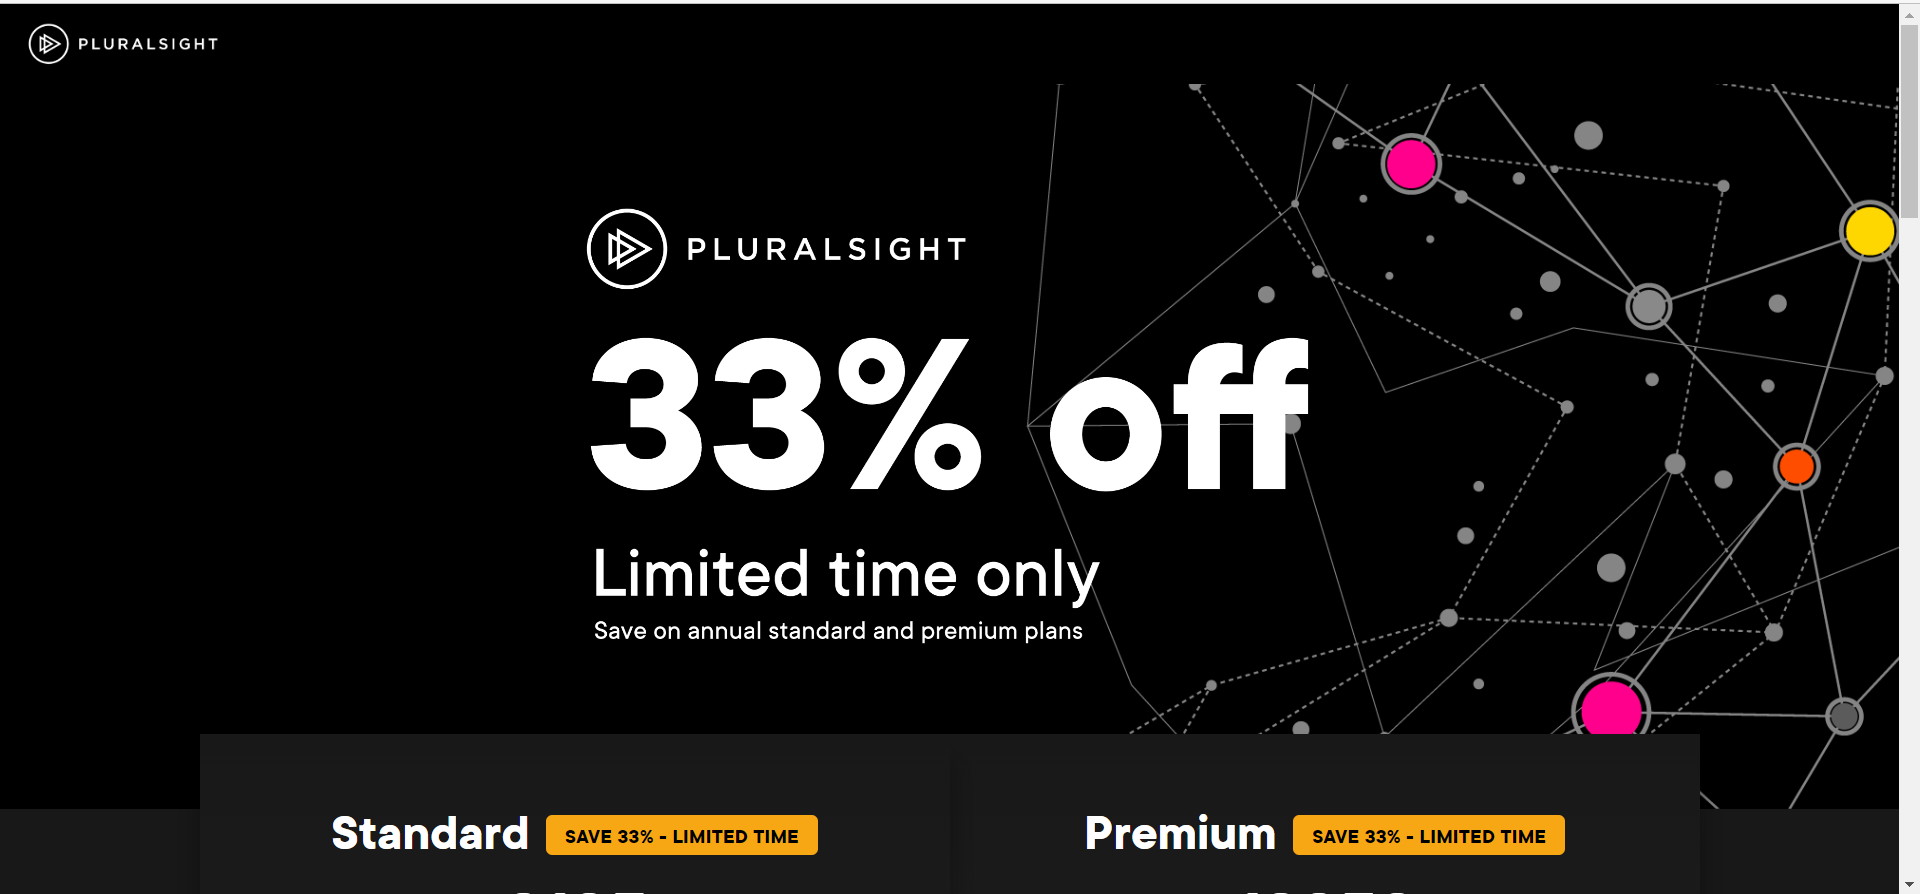 PLURALSIGHT
PLURALSIGHT
33% off
Limited time only
Save on annual standard and premium plans
Standard SAVE 33% - LIMITED TIME
Premium SAVE 33% - LIMITED TIME